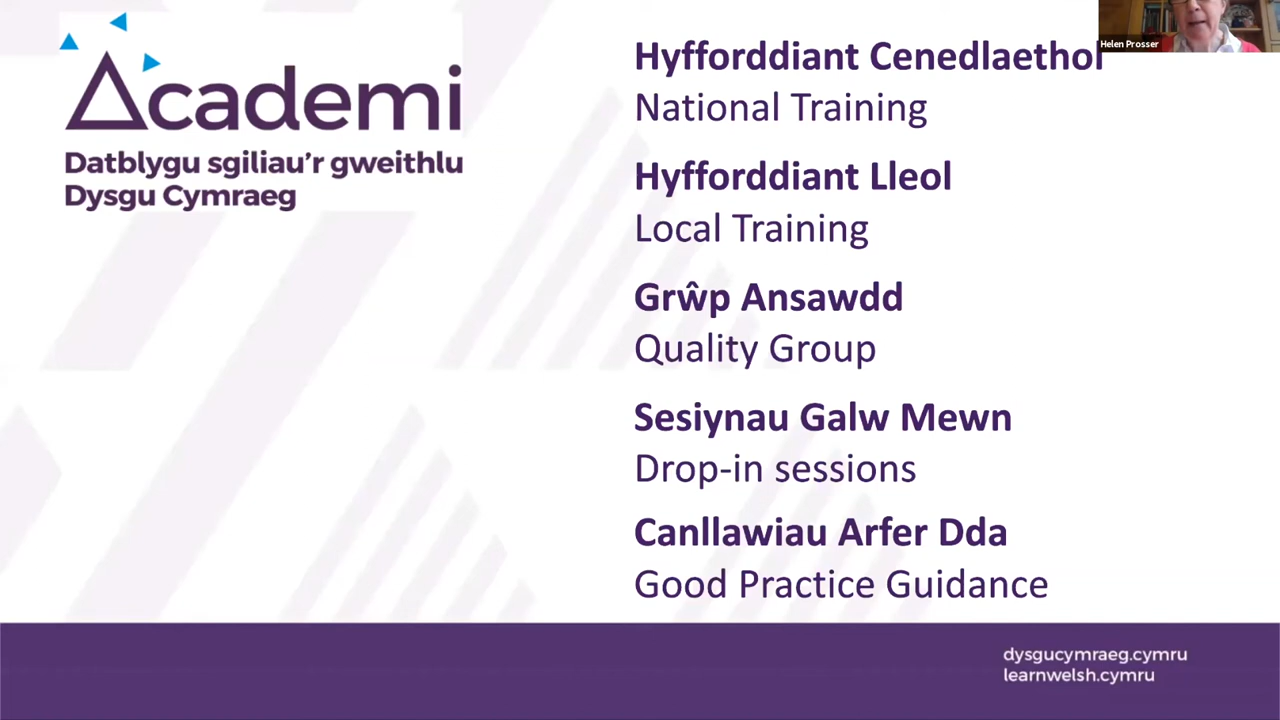 Academi
Datblygu sgiliau'r gweithlu
Dysgu Cymraeg
Hyfforddiant Cenedlaethol
National Training
Hyfforddiant Lleol
Local Training
Grŵp Ansawdd
Quality Group
Sesiynau Galw Mewn
Drop-in sessions
Canllawiau Arfer Dda
Good Practice Guidance
Helen Prosser
dysgucymraeg.cymru
learnwelsh.cymru